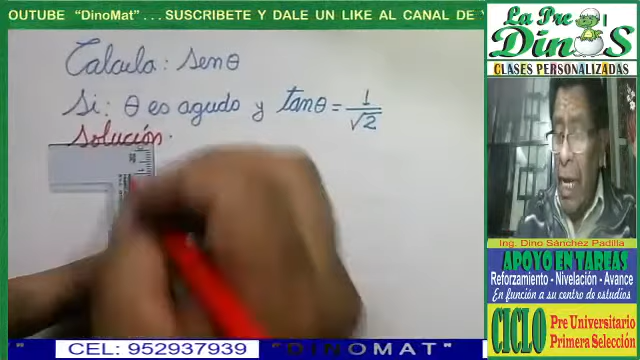 OUTUBE "DinoMat" . . . SUSCRIBETE Y DALE UN LIKE AL CANAL DE
La Pre
DinoS
CLASES PERSONALIZADAS
Calcula: Senθ
Si: θ es agudo y tanθ = 1/√2
Solución.
Ing. Dino Sánchez Padilla
APOYO EN TAREAS
Reforzamiento - Nivelación - Avance
En función a su centro de estudios
CICLO
Pre Universitario
Primera Selección
CEL: 952937939 "DINOMAT"